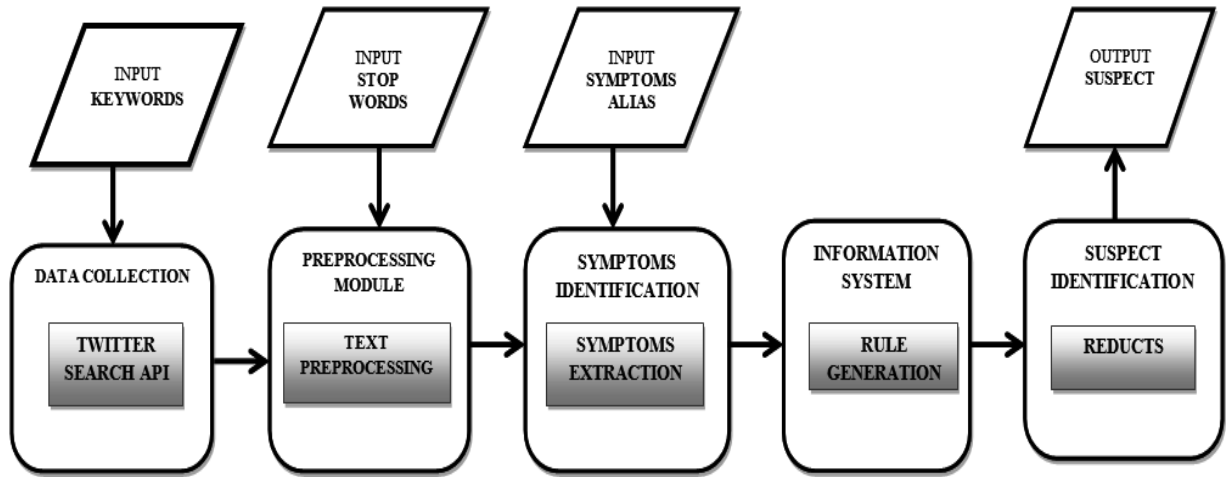 INPUT
KEYWORDS
INPUT
STOP
WORDS
INPUT
SYMPTOMS
ALIAS
OUTPUT
SUSPECT
DATA COLLECTION
TWITTER
SEARCH API
PREPROCESSING
MODULE
TEXT
PREPROCESSING
SYMPTOMS
IDENTIFICATION
SYMPTOMS
EXTRACTION
INFORMATION
SYSTEM
RULE
GENERATION
SUSPECT
IDENTIFICATION
REDUCTS